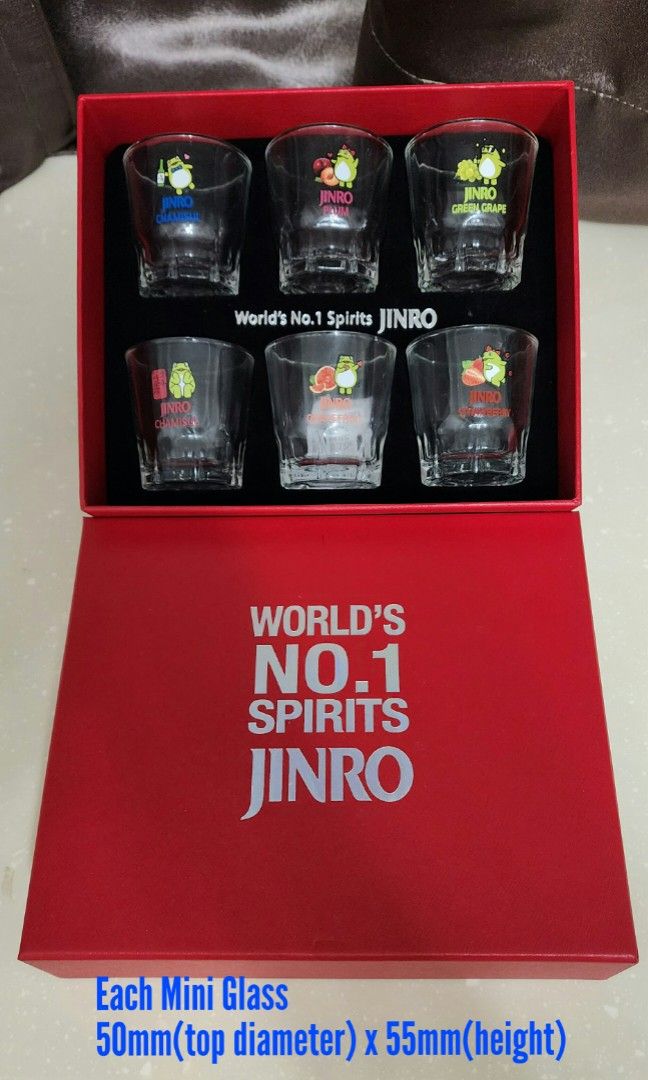 JINRO
CHAMISUL
JINRO
PLUM
JINRO
GREEN GRAPE
World's No.1 Spirits JINRO
JINRO
CHAMISUL
JINRO
GRAPEFRUIT
JINRO
STRAWBERRY
WORLD'S
NO.1
SPIRITS
JINRO
Each Mini Glass
50mm(top diameter) x 55mm(height)